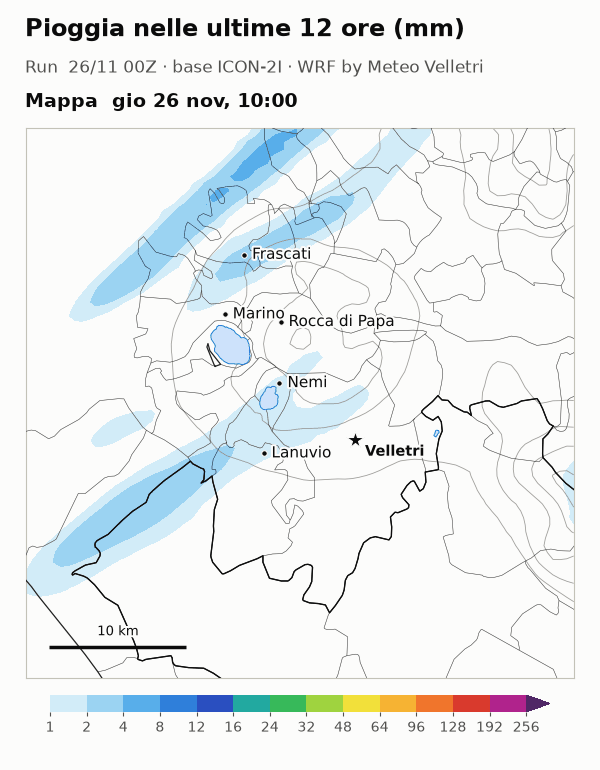 Pioggia nelle ultime 12 ore (mm)
Run  26/11 00Z · base ICON-2I · WRF by Meteo Velletri
Mappa  gio 26 nov, 10:00
Frascati
Marino
Rocca di Papa
Nemi
Velletri
Lanuvio
10 km
1 2 4 8 12 16 24 32 48 64 96 128 192 256